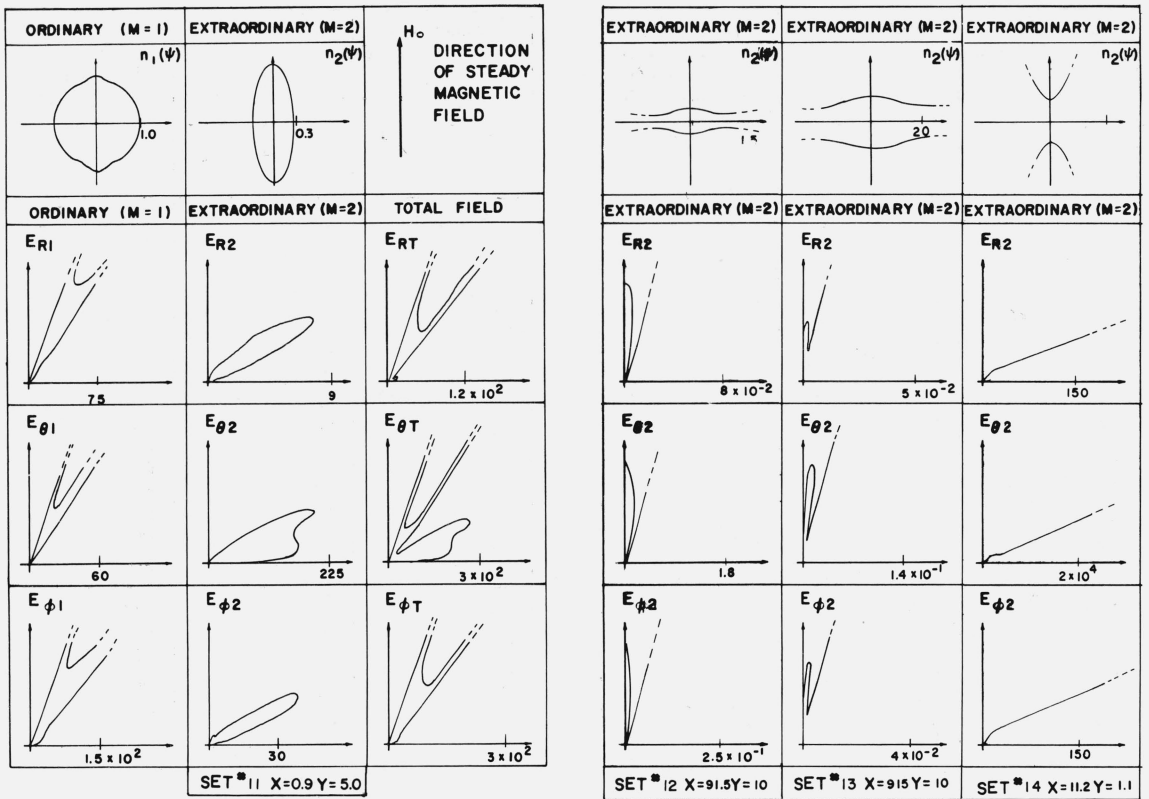 ORDINARY (M = 1)
EXTRAORDINARY (M=2)
n₁(ψ)
1.0
n₂(ψ)
0.3
H₀
DIRECTION
OF STEADY
MAGNETIC
FIELD
ORDINARY (M = 1)
EXTRAORDINARY (M=2)
TOTAL FIELD
E_R1
75
E_R2
9
E_RT
1.2 x 10²
E_θ1
60
E_θ2
225
E_θT
3 x 10²
E_ϕ1
1.5 x 10²
E_ϕ2
30
E_ϕT
3 x 10²
SET #11 X=0.9 Y= 5.0
EXTRAORDINARY (M=2)
EXTRAORDINARY (M=2)
EXTRAORDINARY (M=2)
n₂(ψ)
n₂(ψ)
20
n₂(ψ)
EXTRAORDINARY (M=2)
EXTRAORDINARY (M=2)
EXTRAORDINARY (M=2)
E_R2
8 x 10⁻²
E_R2
5 x 10⁻²
E_R2
150
E_θ2
1.8
E_θ2
1.4 x 10⁻¹
E_θ2
2 x 10⁴
E_ϕ2
2.5 x 10⁻¹
E_ϕ2
4 x 10⁻²
E_ϕ2
150
SET #12 X=91.5Y= 10
SET #13 X=915 Y= 10
SET #14 X=11.2 Y= 1.1